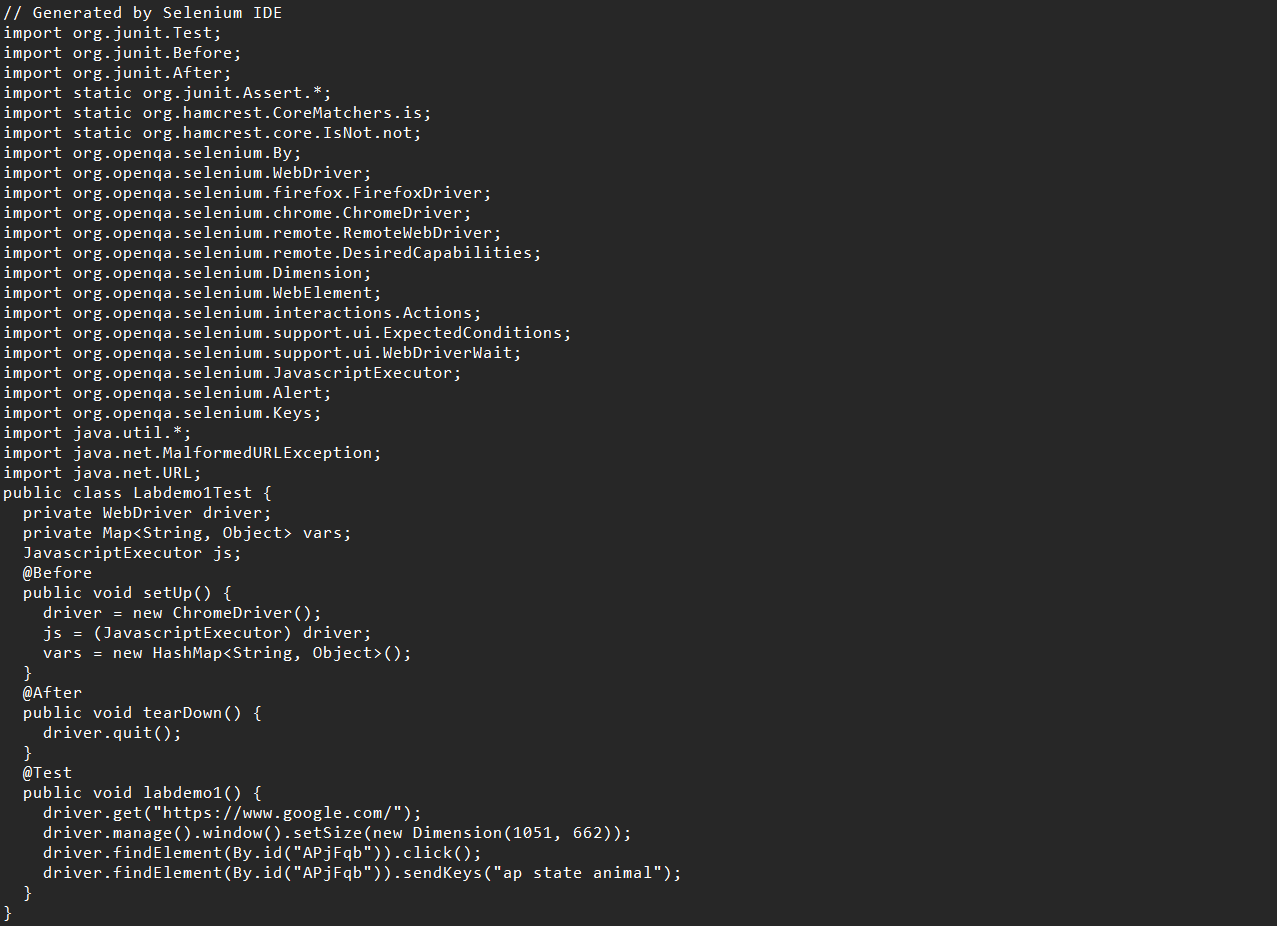 // Generated by Selenium IDE
import org.junit.Test;
import org.junit.Before;
import org.junit.After;
import static org.junit.Assert.*;
import static org.hamcrest.CoreMatchers.is;
import static org.hamcrest.core.IsNot.not;
import org.openqa.selenium.By;
import org.openqa.selenium.WebDriver;
import org.openqa.selenium.firefox.FirefoxDriver;
import org.openqa.selenium.chrome.ChromeDriver;
import org.openqa.selenium.remote.RemoteWebDriver;
import org.openqa.selenium.remote.DesiredCapabilities;
import org.openqa.selenium.Dimension;
import org.openqa.selenium.WebElement;
import org.openqa.selenium.interactions.Actions;
import org.openqa.selenium.support.ui.ExpectedConditions;
import org.openqa.selenium.support.ui.WebDriverWait;
import org.openqa.selenium.JavascriptExecutor;
import org.openqa.selenium.Alert;
import org.openqa.selenium.Keys;
import java.util.*;
import java.net.MalformedURLException;
import java.net.URL;
public class Labdemo1Test {
  private WebDriver driver;
  private Map<String, Object> vars;
  JavascriptExecutor js;
  @Before
  public void setUp() {
    driver = new ChromeDriver();
    js = (JavascriptExecutor) driver;
    vars = new HashMap<String, Object>();
  }
  @After
  public void tearDown() {
    driver.quit();
  }
  @Test
  public void labdemo1() {
    driver.get("https://www.google.com/");
    driver.manage().window().setSize(new Dimension(1051, 662));
    driver.findElement(By.id("APjFqb")).click();
    driver.findElement(By.id("APjFqb")).sendKeys("ap state animal");
  }
}